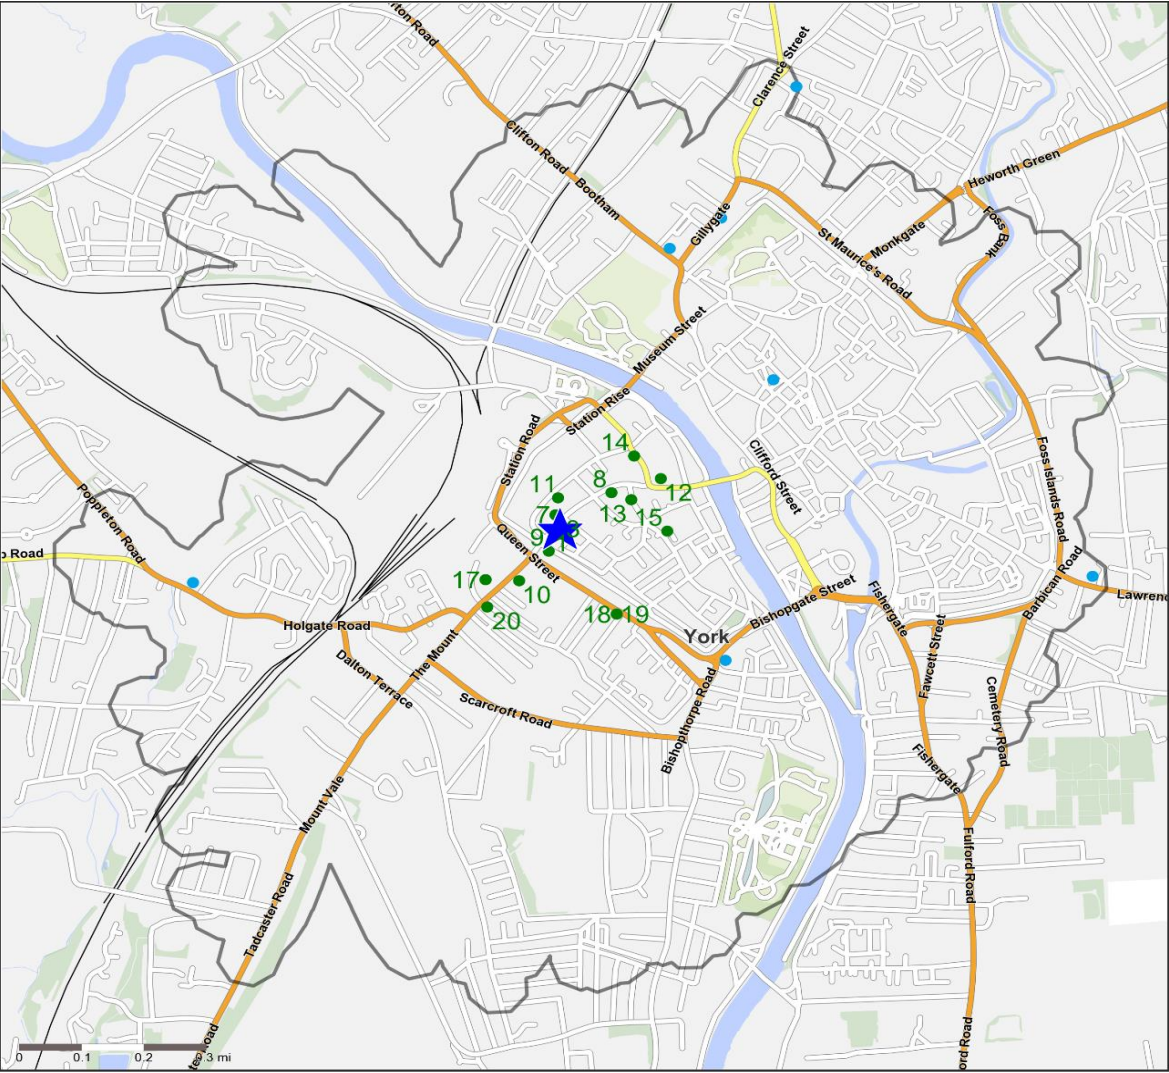 rton Road
Clarence Street
Clifton Road
Bootham
Heworth Green
Gillygate
Foss Bank
Monkgate
St Maurice's Road
Museum Street
Station Rise
Station Road
14
Clifford Street
Foss Islands Road
11
8
12
Poppleton Road
7
13
15
9
1
Queen Street
p Road
17
10
Bishopgate Street
Fishergate
Barbican Road
Lawrenc
20
18
19
Holgate Road
York
Fawcett Street
The Mount
Dalton Terrace
Scarcroft Road
Bishopthorpe Road
Cemetery Road
Fishergate
Mount Vale
Fulford Road
Tadcaster Road
ter Road
ord Road
0 0.1 0.2 0.3 mi